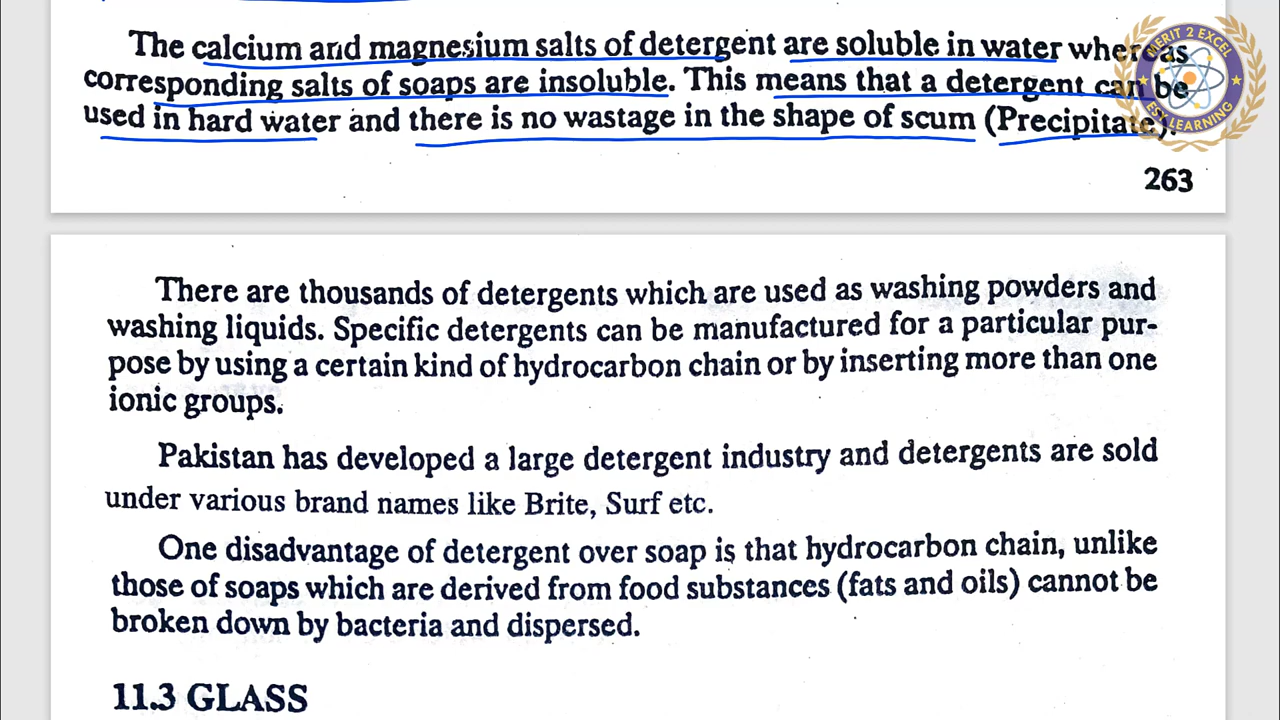 The calcium and magnesium salts of detergent are soluble in water whereas
corresponding salts of soaps are insoluble. This means that a detergent can be
used in hard water and there is no wastage in the shape of scum (Precipitate).
MERIT 2 EXCEL
ESY LEARNING
263
There are thousands of detergents which are used as washing powders and
washing liquids. Specific detergents can be manufactured for a particular pur-
pose by using a certain kind of hydrocarbon chain or by inserting more than one
ionic groups.
Pakistan has developed a large detergent industry and detergents are sold
under various brand names like Brite, Surf etc.
One disadvantage of detergent over soap is that hydrocarbon chain, unlike
those of soaps which are derived from food substances (fats and oils) cannot be
broken down by bacteria and dispersed.
11.3 GLASS